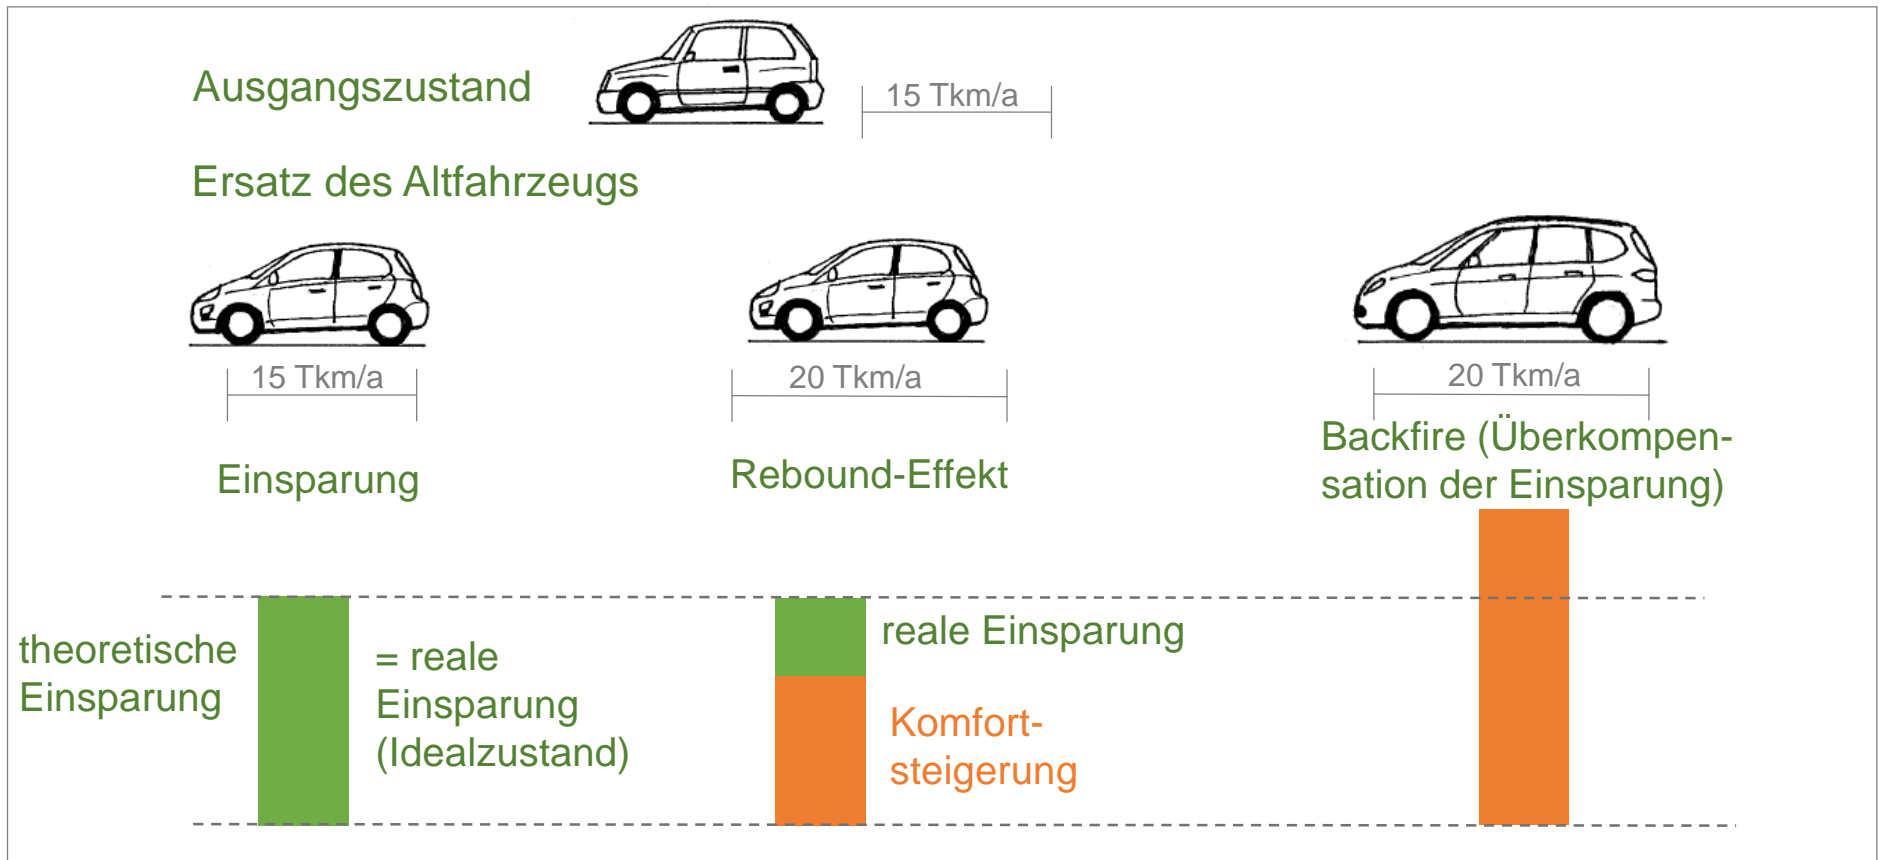 Ausgangszustand
15 Tkm/a
Ersatz des Altfahrzeugs
15 Tkm/a
20 Tkm/a
20 Tkm/a
Einsparung
Rebound-Effekt
Backfire (Überkompen-
sation der Einsparung)
theoretische
Einsparung
= reale
Einsparung
(Idealzustand)
reale Einsparung
Komfort-
steigerung